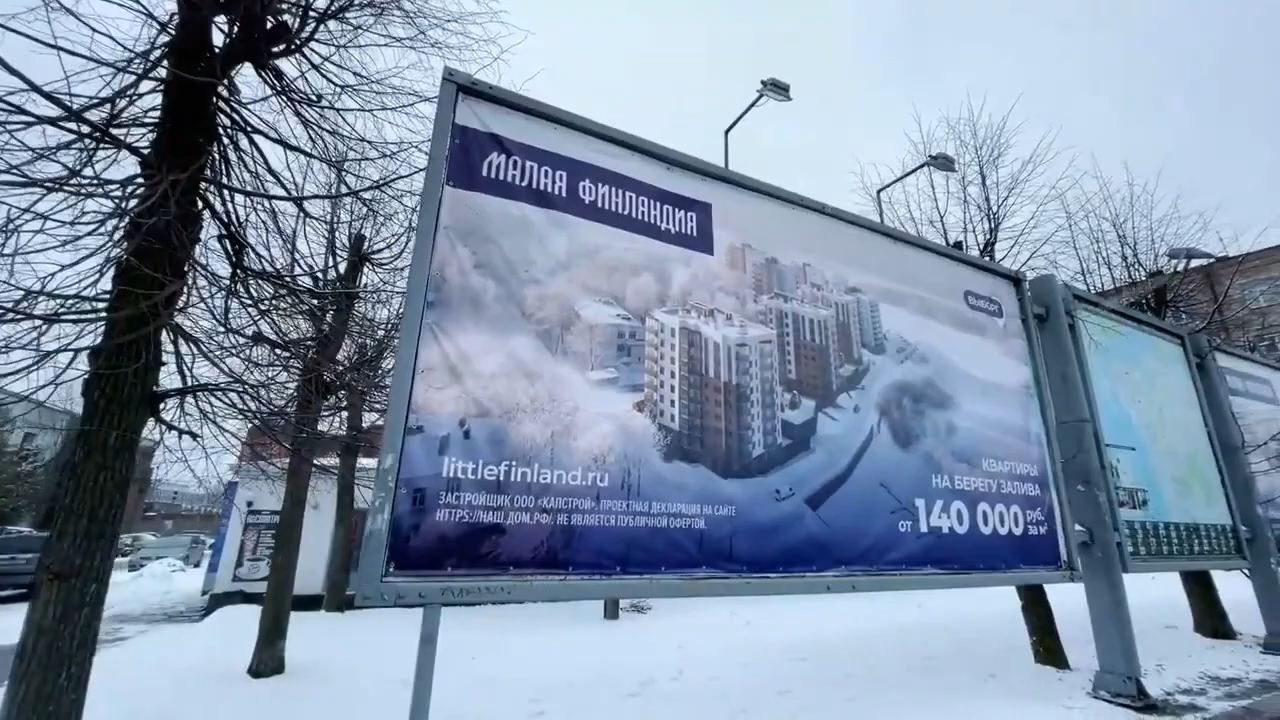 МАЛАЯ ФИНЛЯНДИЯ
ВЫБОРГ
littlefinland.ru
ЗАСТРОЙЩИК ООО «КАПСТРОЙ». ПРОЕКТНАЯ ДЕКЛАРАЦИЯ НА САЙТЕ
HTTPS://НАШ.ДОМ.РФ/. НЕ ЯВЛЯЕТСЯ ПУБЛИЧНОЙ ОФЕРТОЙ.
КВАРТИРЫ
НА БЕРЕГУ ЗАЛИВА
от 140 000 руб. за м²